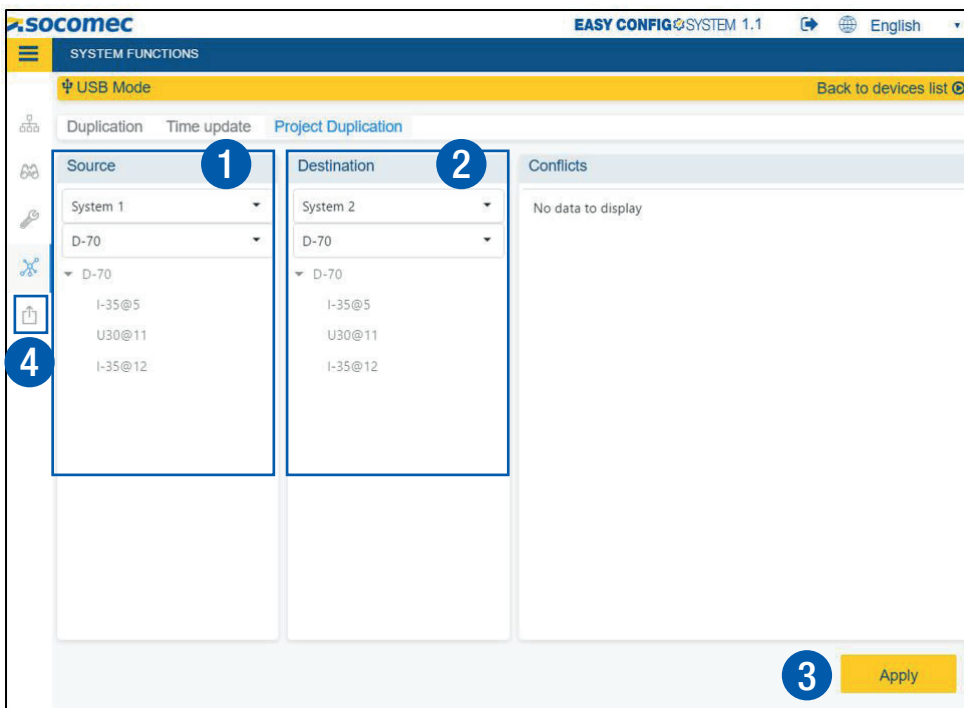 socomec
EASY CONFIG SYSTEM 1.1 English
SYSTEM FUNCTIONS
USB Mode Back to devices list
Duplication Time update Project Duplication
Source 1 Destination 2 Conflicts
System 1 System 2 No data to display
D-70 D-70
D-70 D-70
I-35@5 I-35@5
U30@11 U30@11
I-35@12 I-35@12
4
3 Apply